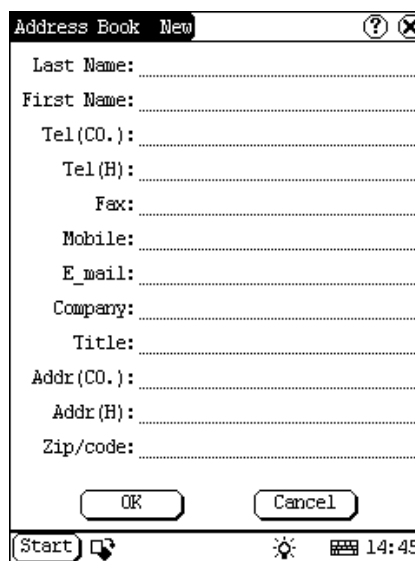 Address Book New ?
Last Name:
First Name:
Tel(CO.):
Tel(H):
Fax:
Mobile:
E_mail:
Company:
Title:
Addr(CO.):
Addr(H):
Zip/code:
OK Cancel
Start 14:45